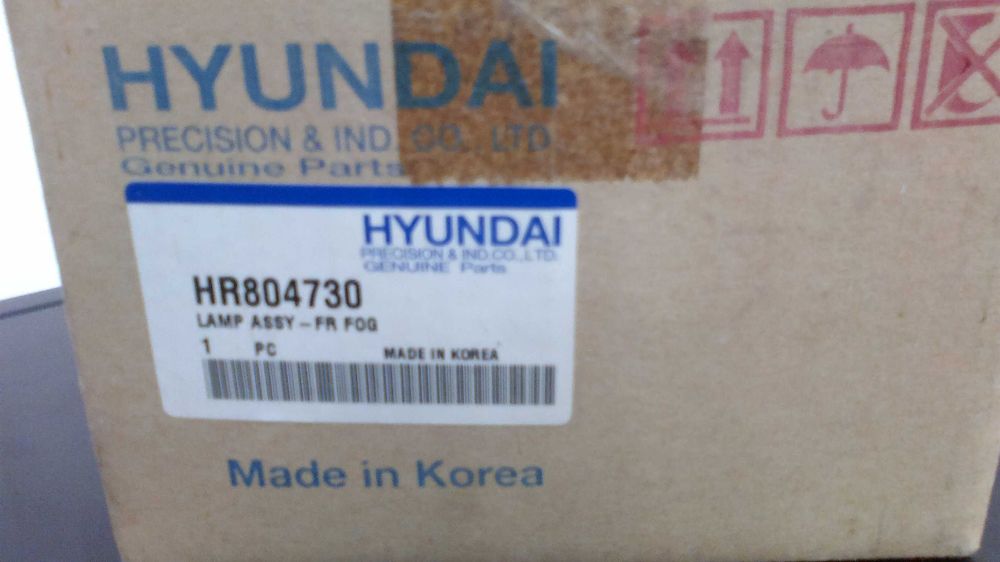 HYUNDAI
PRECISION & IND. CO., LTD.
Genuine Parts
HYUNDAI
PRECISION & IND.CO.,LTD.
GENUINE Parts
HR804730
LAMP ASSY-FR FOG
1 PC MADE IN KOREA
Made in Korea